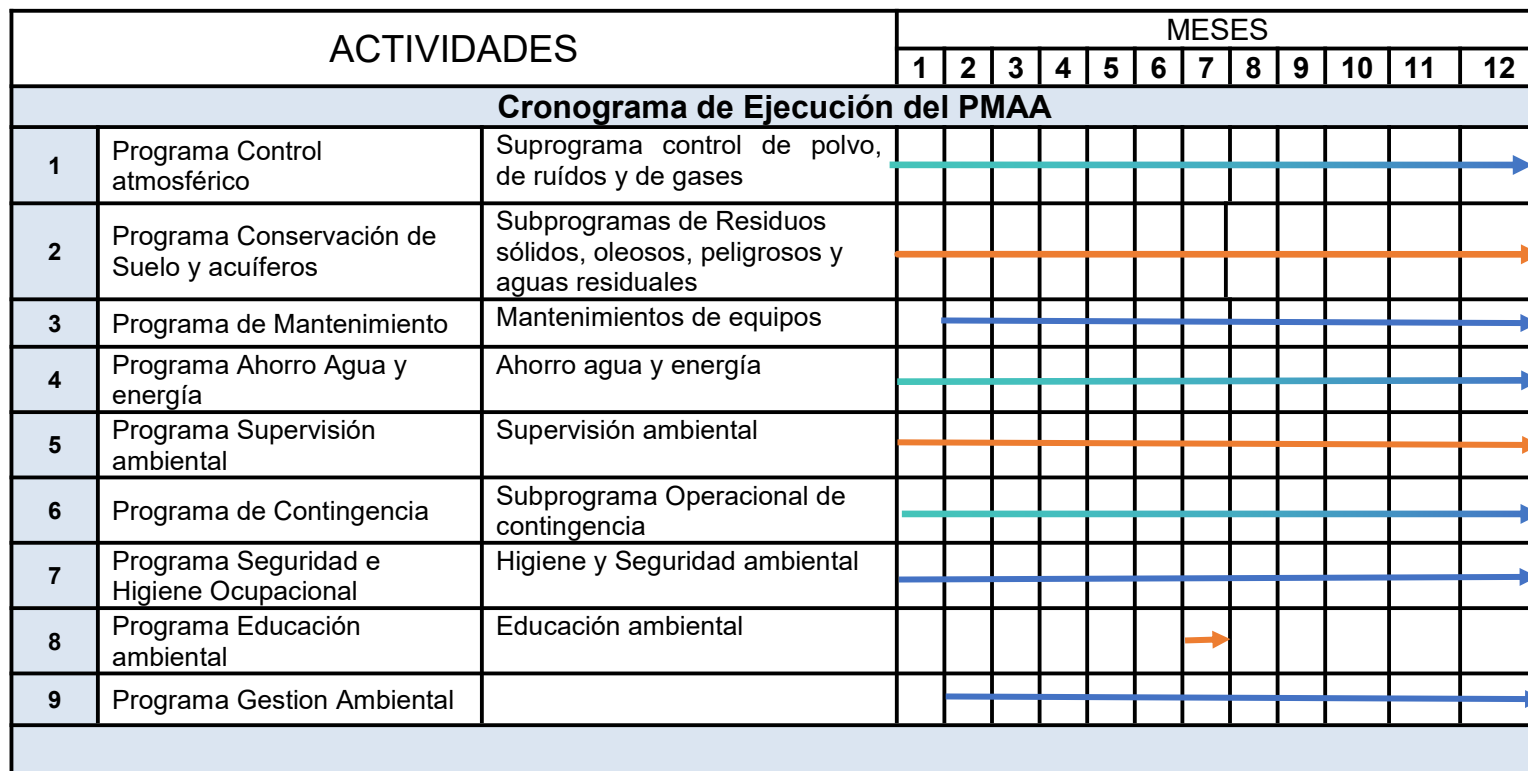 ACTIVIDADES
MESES
1 2 3 4 5 6 7 8 9 10 11 12
Cronograma de Ejecución del PMAA
1
Programa Control
atmosférico
Suprograma control de polvo,
de ruídos y de gases
2
Programa Conservación de
Suelo y acuíferos
Subprogramas de Residuos
sólidos, oleosos, peligrosos y
aguas residuales
3
Programa de Mantenimiento
Mantenimientos de equipos
4
Programa Ahorro Agua y
energía
Ahorro agua y energía
5
Programa Supervisión
ambiental
Supervisión ambiental
6
Programa de Contingencia
Subprograma Operacional de
contingencia
7
Programa Seguridad e
Higiene Ocupacional
Higiene y Seguridad ambiental
8
Programa Educación
ambiental
Educación ambiental
9
Programa Gestion Ambiental